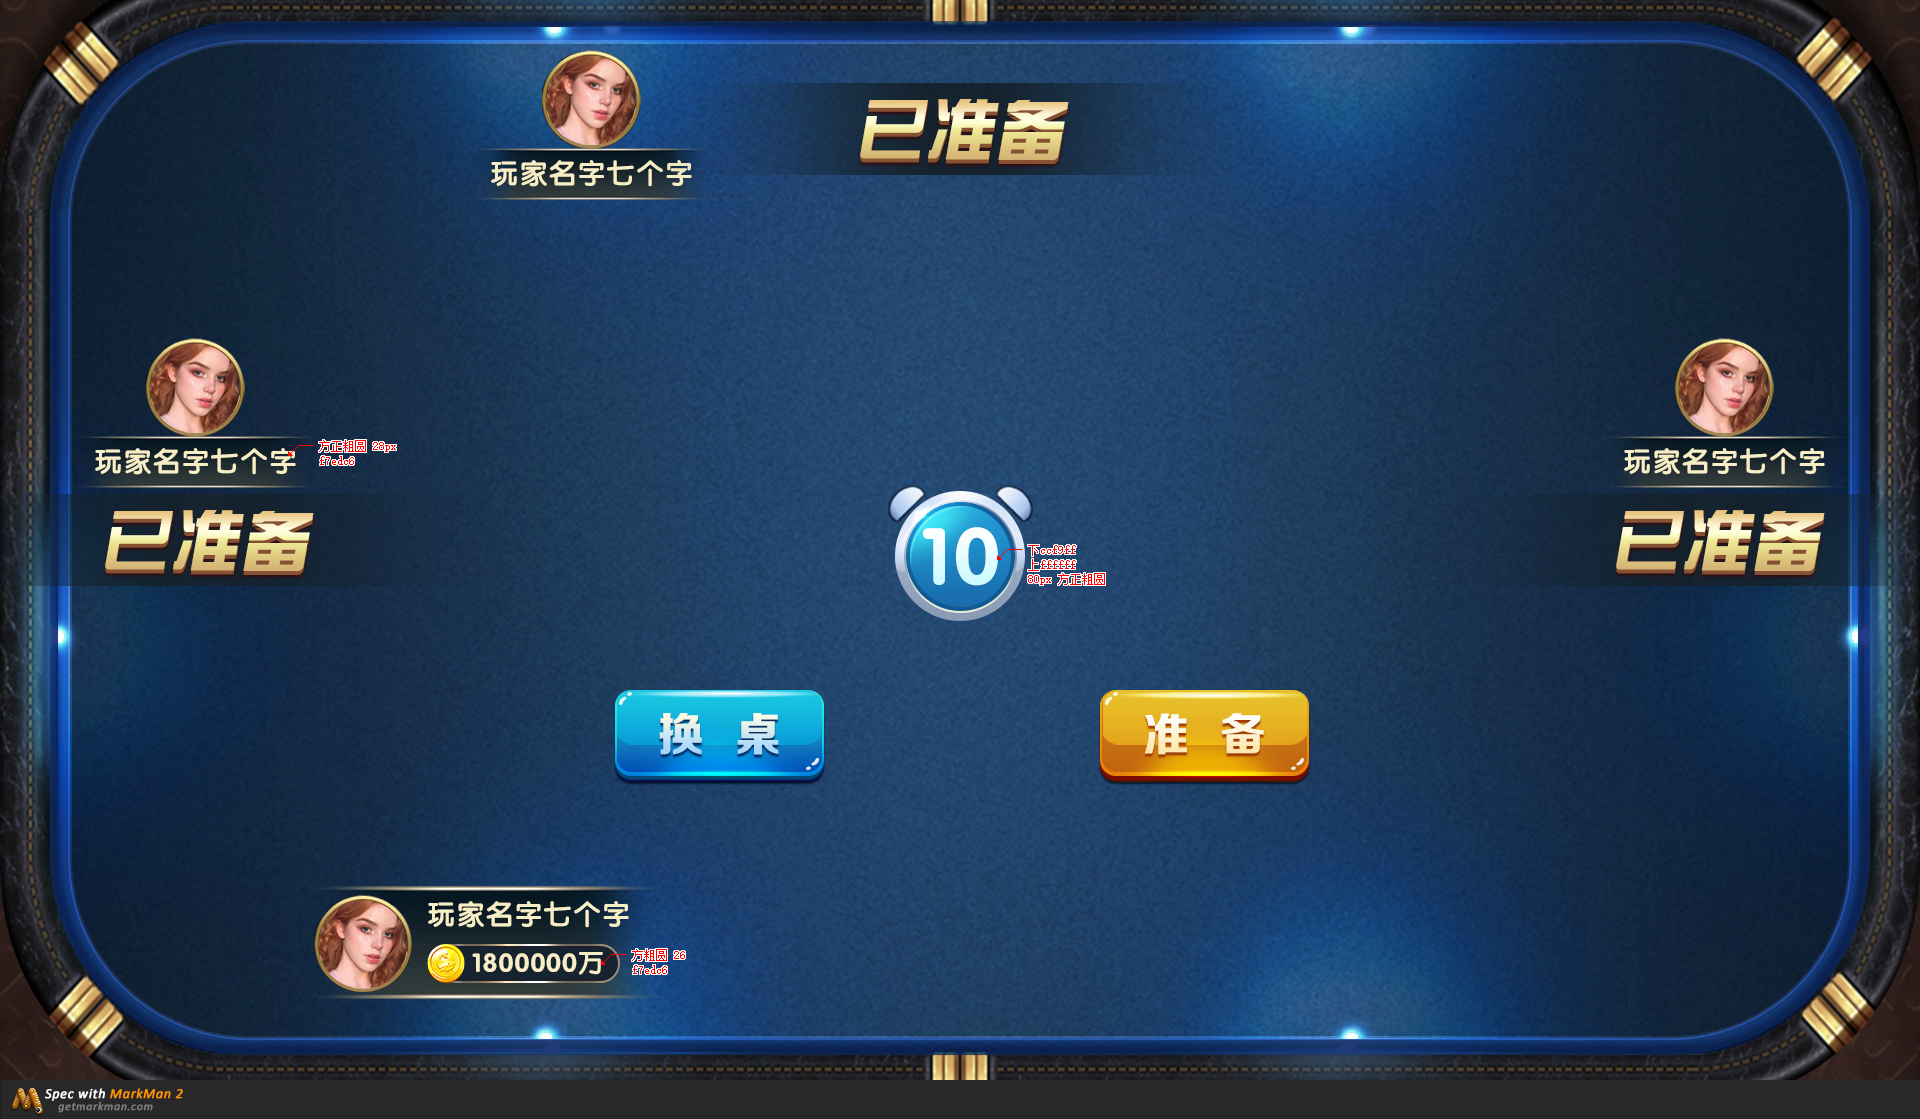 已准备
玩家名字七个字
玩家名字七个字
方正粗圆 28px
f7edc6
已准备
玩家名字七个字
已准备
10
下ccf9ff
上ffffff
80px 方正粗圆
换 桌
准 备
玩家名字七个字
1800000万
方粗圆 26
f7edc6
Spec with MarkMan 2
getmarkman.com